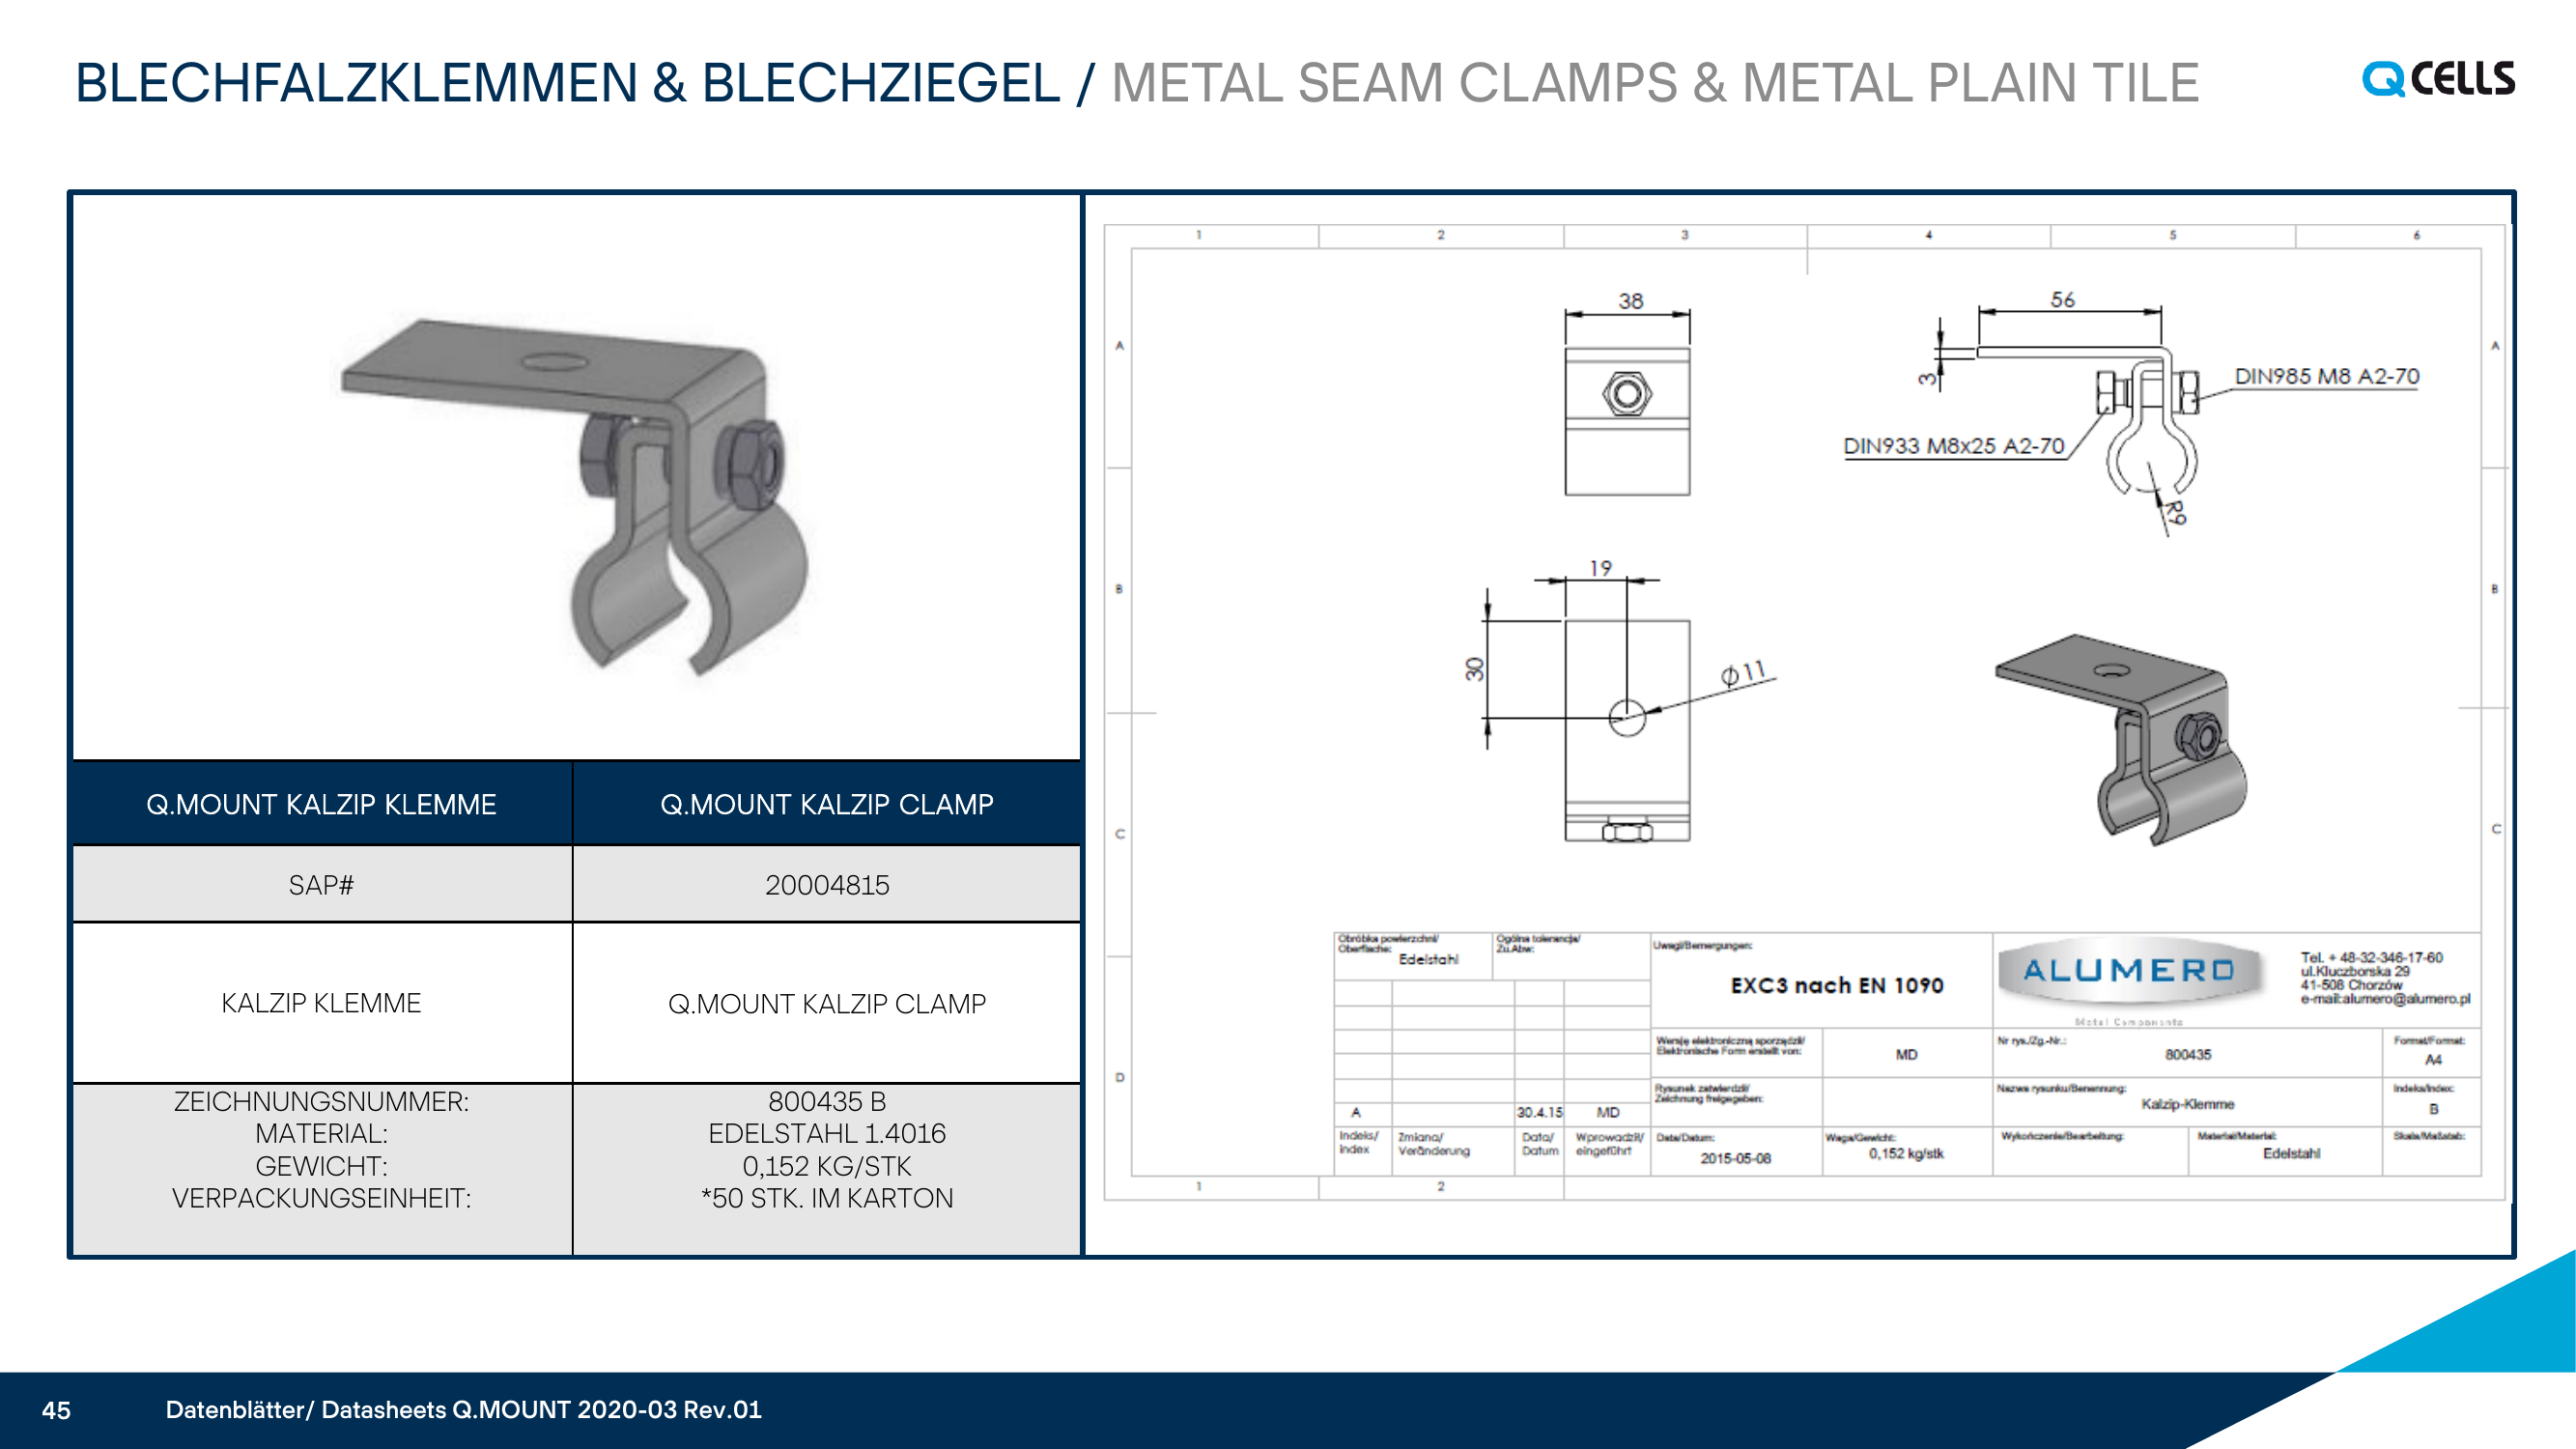 BLECHFALZKLEMMEN & BLECHZIEGEL / METAL SEAM CLAMPS & METAL PLAIN TILE
Q CELLS
Q.MOUNT KALZIP KLEMME
Q.MOUNT KALZIP CLAMP
SAP#
20004815
KALZIP KLEMME
Q.MOUNT KALZIP CLAMP
ZEICHNUNGSNUMMER:
800435 B
MATERIAL:
EDELSTAHL 1.4016
GEWICHT:
0,152 KG/STK
VERPACKUNGSEINHEIT:
*50 STK. IM KARTON
1 2 3 4 5 6
A
A
B
B
C
C
D
38
56
3
DIN985 M8 A2-70
DIN933 M8x25 A2-70
R9
19
30
Ø11
Obróbka powierzchni/
Oberflache:
Edelstahl
Ogólna tolerancja/
Zu.Abw:
Uwagi/Bemergungen:
EXC3 nach EN 1090
ALUMERO
Metal Components
Tel. + 48-32-346-17-60
ul.Kluczborska 29
41-508 Chorzów
e-mail:alumero@alumero.pl
Wersję elektroniczną sporządził/
Elektronische Form erstellt von:
MD
Nr rys./Zg.-Nr.:
800435
Format/Format:
A4
Rysunek zatwierdził/
Zeichnung freigegeben:
Nazwa rysunku/Benennung:
Kalzip-Klemme
Indeks/Index:
B
A
30.4.15
MD
Indeks/
Index
Zmiana/
Veränderung
Data/
Datum
Wprowadził/
eingeführt
Data/Datum:
2015-05-08
Waga/Gewicht:
0,152 kg/stk
Wykończenie/Bearbeitung:
Materiał/Material:
Edelstahl
Skala/Maßstab:
1 2
45
Datenblätter/ Datasheets Q.MOUNT 2020-03 Rev.01